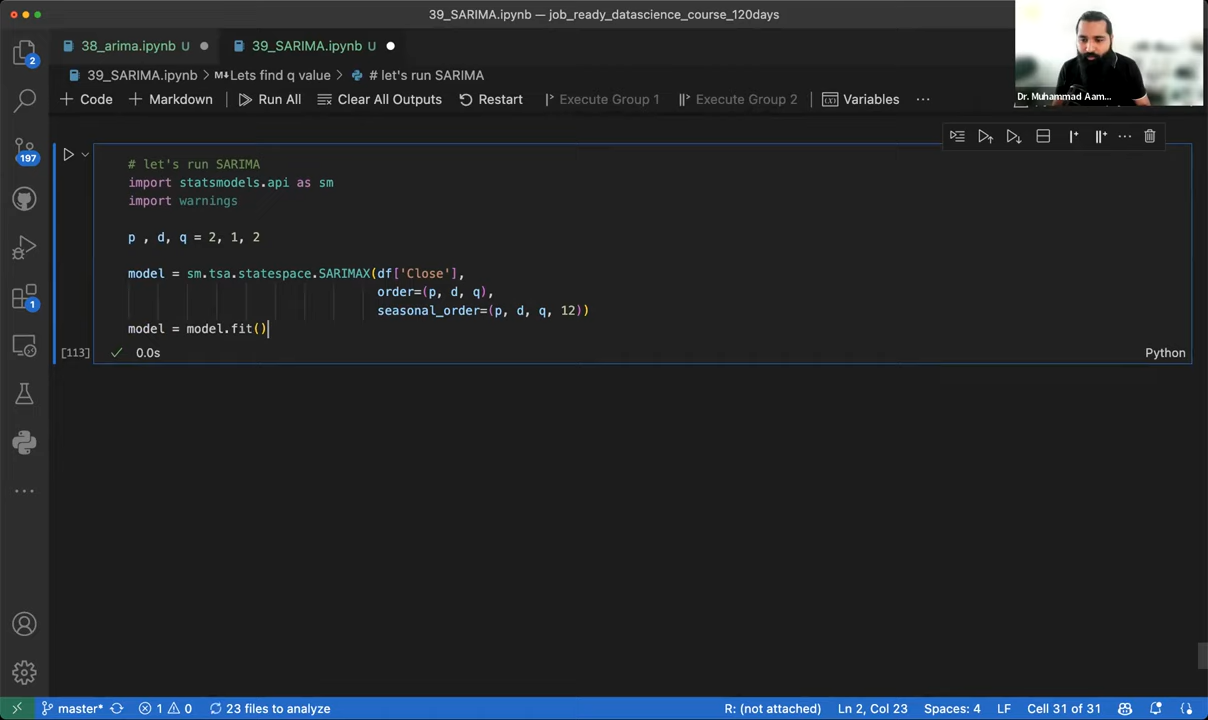 39_SARIMA.ipynb — job_ready_datascience_course_120days
38_arima.ipynb U
39_SARIMA.ipynb U
39_SARIMA.ipynb > M↓Lets find q value > # let's run SARIMA
+ Code + Markdown Run All Clear All Outputs Restart Execute Group 1 Execute Group 2 (x) Variables ...
Dr. Muhammad Aam...
2
197
1
# let's run SARIMA
import statsmodels.api as sm
import warnings
p , d, q = 2, 1, 2
model = sm.tsa.statespace.SARIMAX(df['Close'],
order=(p, d, q),
seasonal_order=(p, d, q, 12))
model = model.fit()
[113] 0.0s Python
master* 1 0 23 files to analyze R: (not attached) Ln 2, Col 23 Spaces: 4 LF Cell 31 of 31